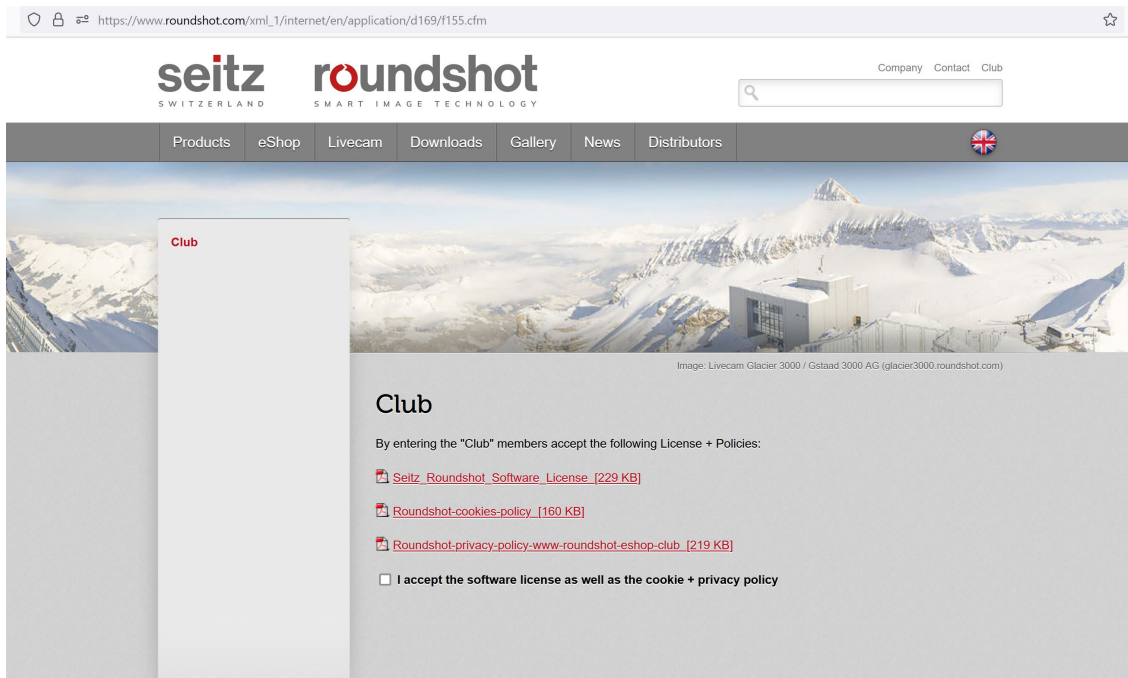 https://www.roundshot.com/xml_1/internet/en/application/d169/f155.cfm
seitz
SWITZERLAND
roundshot
SMART IMAGE TECHNOLOGY
Company Contact Club
Products eShop Livecam Downloads Gallery News Distributors
Club
Image: Livecam Glacier 3000 / Gstaad 3000 AG (glacier3000.roundshot.com)
Club
By entering the "Club" members accept the following License + Policies:
Seitz_Roundshot_Software_License_[229 KB]
Roundshot-cookies-policy_[160 KB]
Roundshot-privacy-policy-www-roundshot-eshop-club_[219 KB]
I accept the software license as well as the cookie + privacy policy